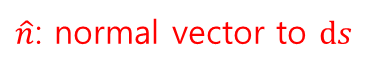 n̂: normal vector to ds